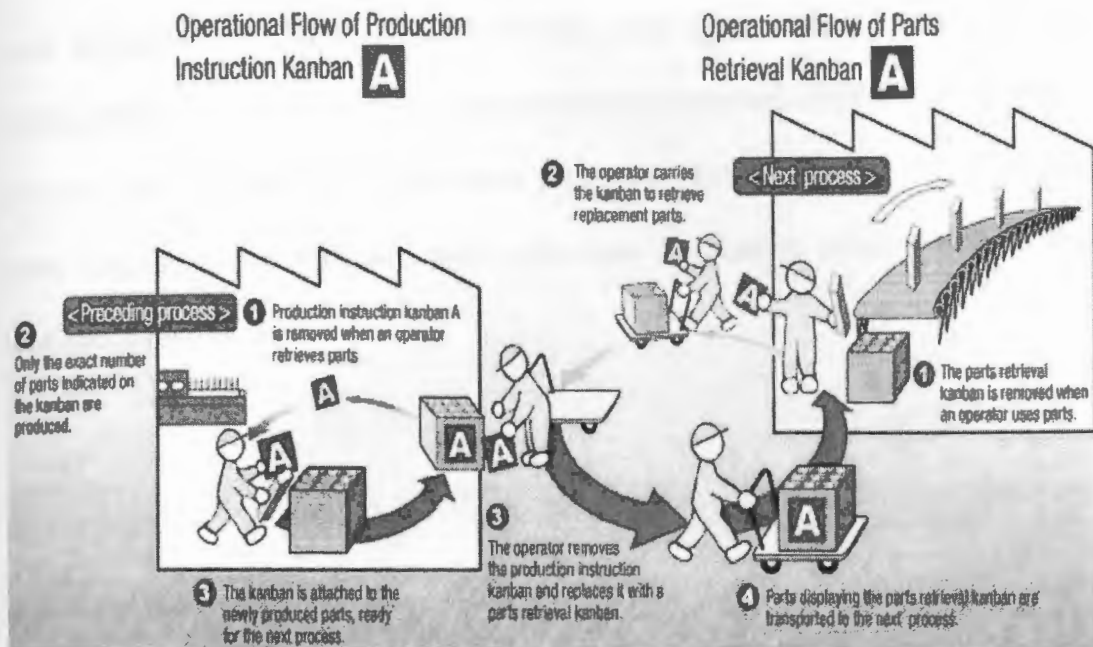 Operational Flow of Production
Instruction Kanban A
Operational Flow of Parts
Retrieval Kanban A
<Preceding process>
1 Production instruction kanban A
is removed when an operator
retrieves parts
2
Only the exact number
of parts indicated on
the kanban are
produced.
A
A
A
A
3 The kanban is attached to the
newly produced parts, ready
for the next process.
<Next process>
1 The parts retrieval
kanban is removed when
an operator uses parts.
2 The operator carries
the kanban to retrieve
replacement parts.
A
A
3
The operator removes
the production instruction
kanban and replaces it with a
parts retrieval kanban.
A
4 Parts displaying the parts retrieval kanban are
transported to the next process.